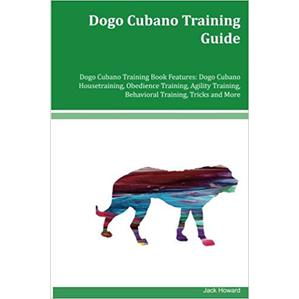 Dogo Cubano Training
Guide
Dogo Cubano Training Book Features: Dogo Cubano
Housetraining, Obedience Training, Agility Training,
Behavioral Training, Tricks and More
Jack Howard